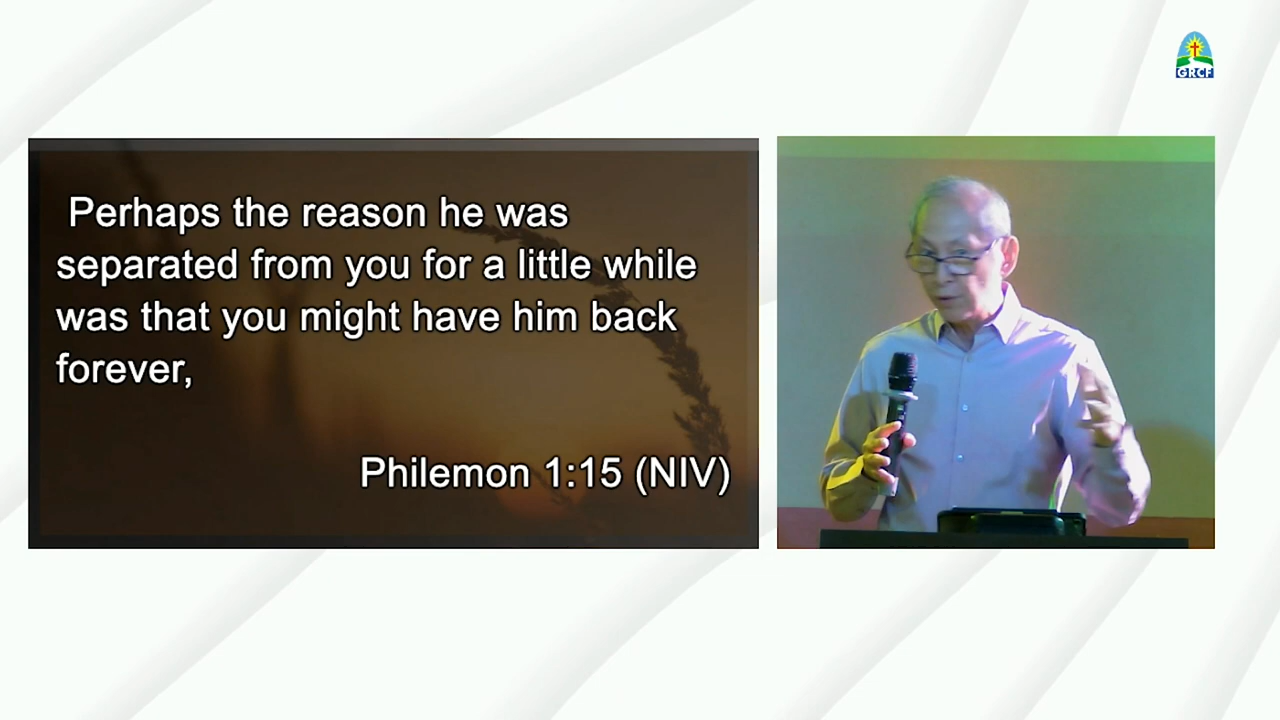 Perhaps the reason he was
separated from you for a little while
was that you might have him back
forever,
Philemon 1:15 (NIV)
GRCF